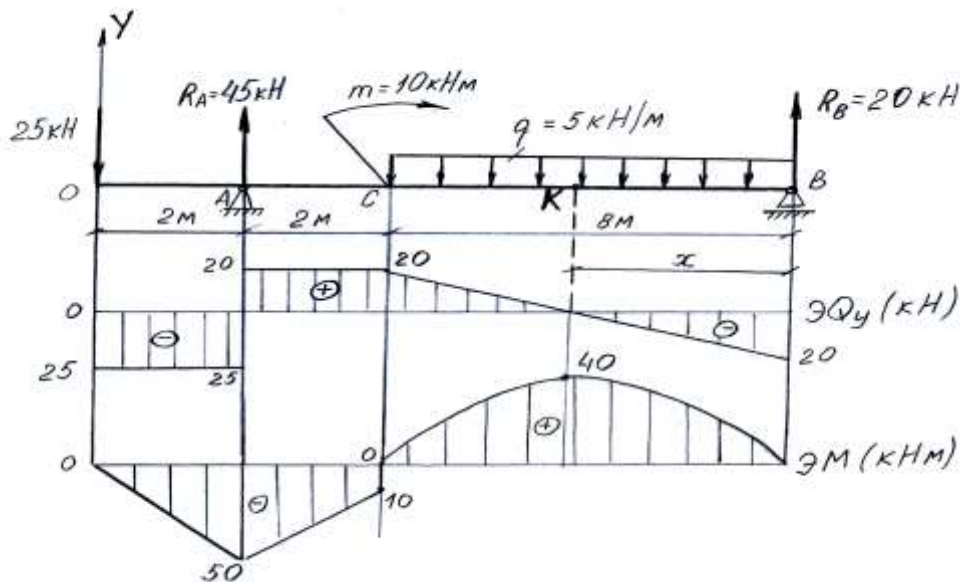 Y
R_A=45кН
m=10кНм
R_B=20кН
25кН
q=5кН/м
O
A
C
K
B
2м
2м
8м
x
20
20
0
+
−
−
ЭQy (кН)
25
25
20
40
0
0
+
ЭМ (кНм)
−
10
50